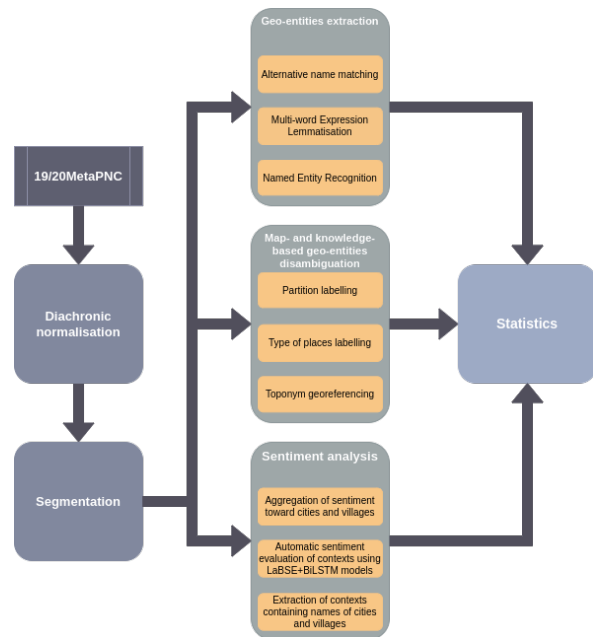 19/20MetaPNC
Diachronic
normalisation
Segmentation
Geo-entities extraction
Alternative name matching
Multi-word Expression
Lemmatisation
Named Entity Recognition
Map- and knowledge-
based geo-entities
disambiguation
Partition labelling
Type of places labelling
Toponym georeferencing
Sentiment analysis
Aggregation of sentiment
toward cities and villages
Automatic sentiment
evaluation of contexts using
LaBSE+BiLSTM models
Extraction of contexts
containing names of cities
and villages
Statistics